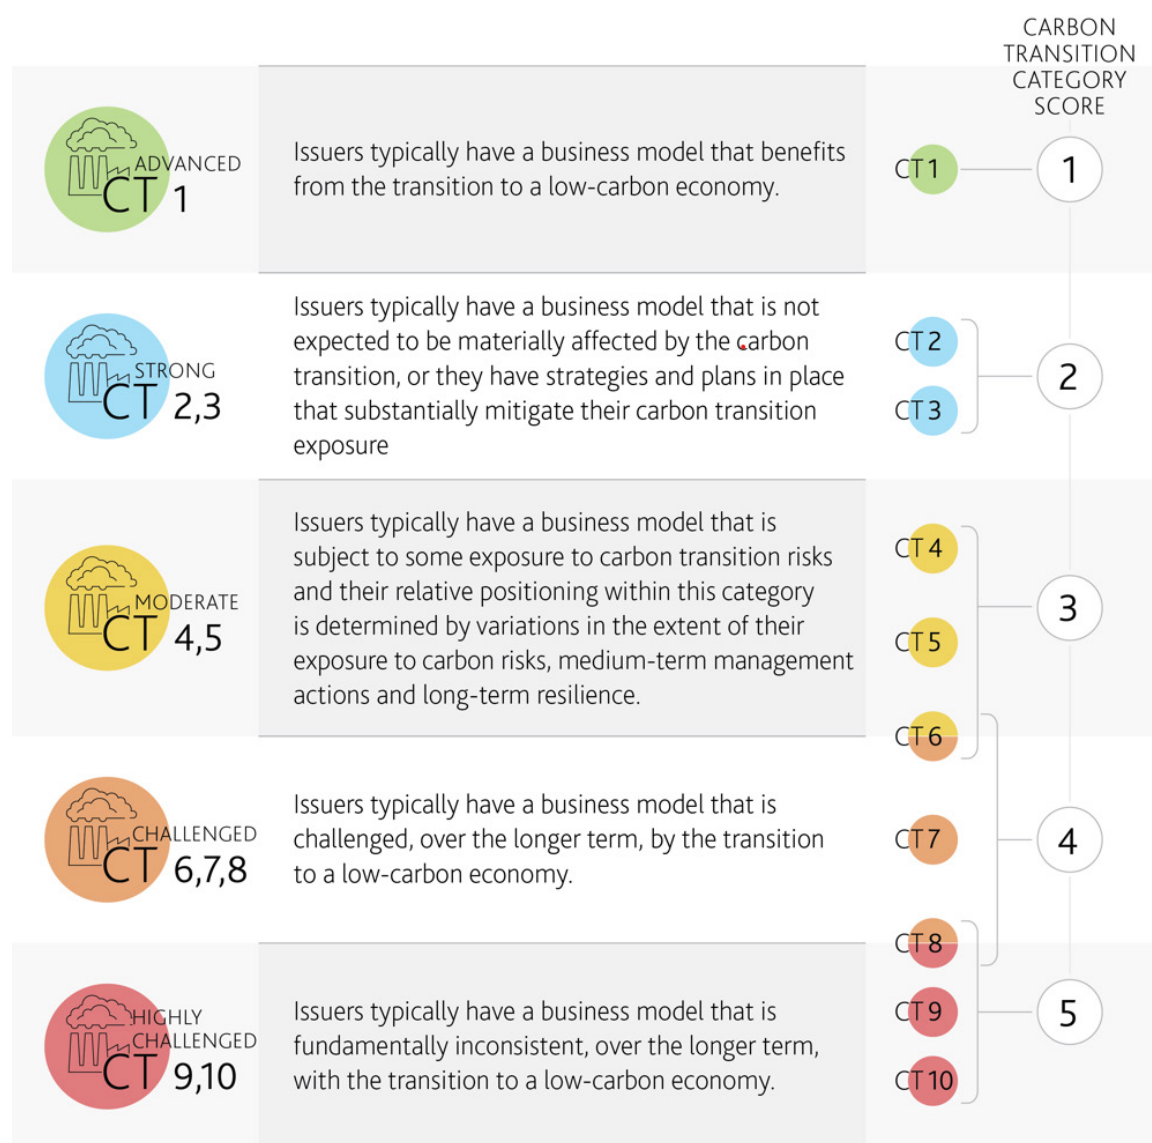 CARBON
TRANSITION
CATEGORY
SCORE
ADVANCED
CT 1
Issuers typically have a business model that benefits
from the transition to a low-carbon economy.
CT 1
1
STRONG
CT 2,3
Issuers typically have a business model that is not
expected to be materially affected by the carbon
transition, or they have strategies and plans in place
that substantially mitigate their carbon transition
exposure
CT 2
CT 3
2
MODERATE
CT 4,5
Issuers typically have a business model that is
subject to some exposure to carbon transition risks
and their relative positioning within this category
is determined by variations in the extent of their
exposure to carbon risks, medium-term management
actions and long-term resilience.
CT 4
CT 5
CT 6
3
CHALLENGED
CT 6,7,8
Issuers typically have a business model that is
challenged, over the longer term, by the transition
to a low-carbon economy.
CT 7
CT 8
4
HIGHLY
CHALLENGED
CT 9,10
Issuers typically have a business model that is
fundamentally inconsistent, over the longer term,
with the transition to a low-carbon economy.
CT 9
CT 10
5